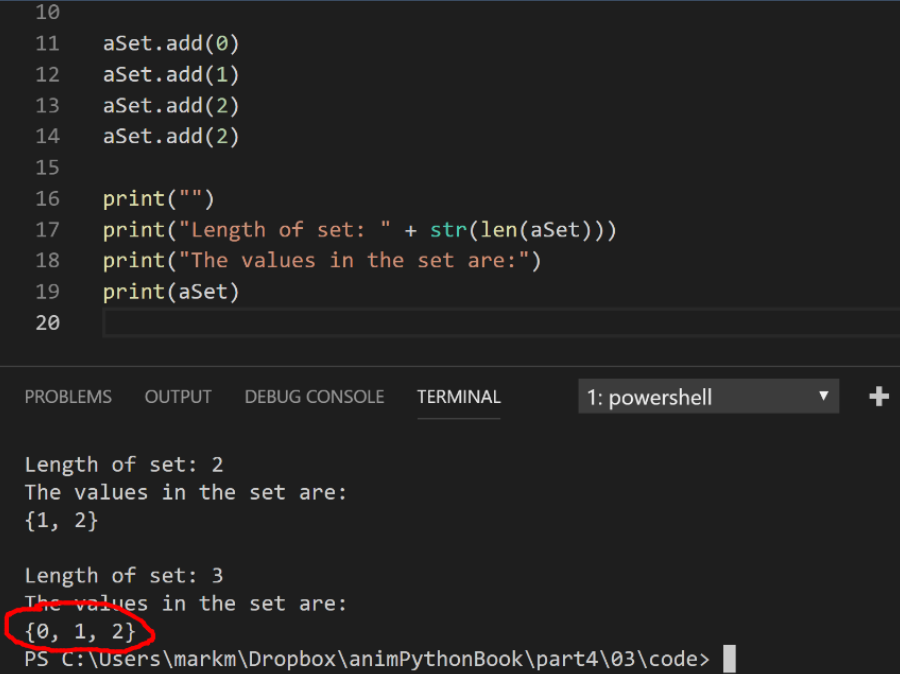 10
11 aSet.add(0)
12 aSet.add(1)
13 aSet.add(2)
14 aSet.add(2)
15
16 print("")
17 print("Length of set: " + str(len(aSet)))
18 print("The values in the set are:")
19 print(aSet)
20
PROBLEMS OUTPUT DEBUG CONSOLE TERMINAL 1: powershell
Length of set: 2
The values in the set are:
{1, 2}
Length of set: 3
The values in the set are:
{0, 1, 2}
PS C:\Users\markm\Dropbox\animPythonBook\part4\03\code>